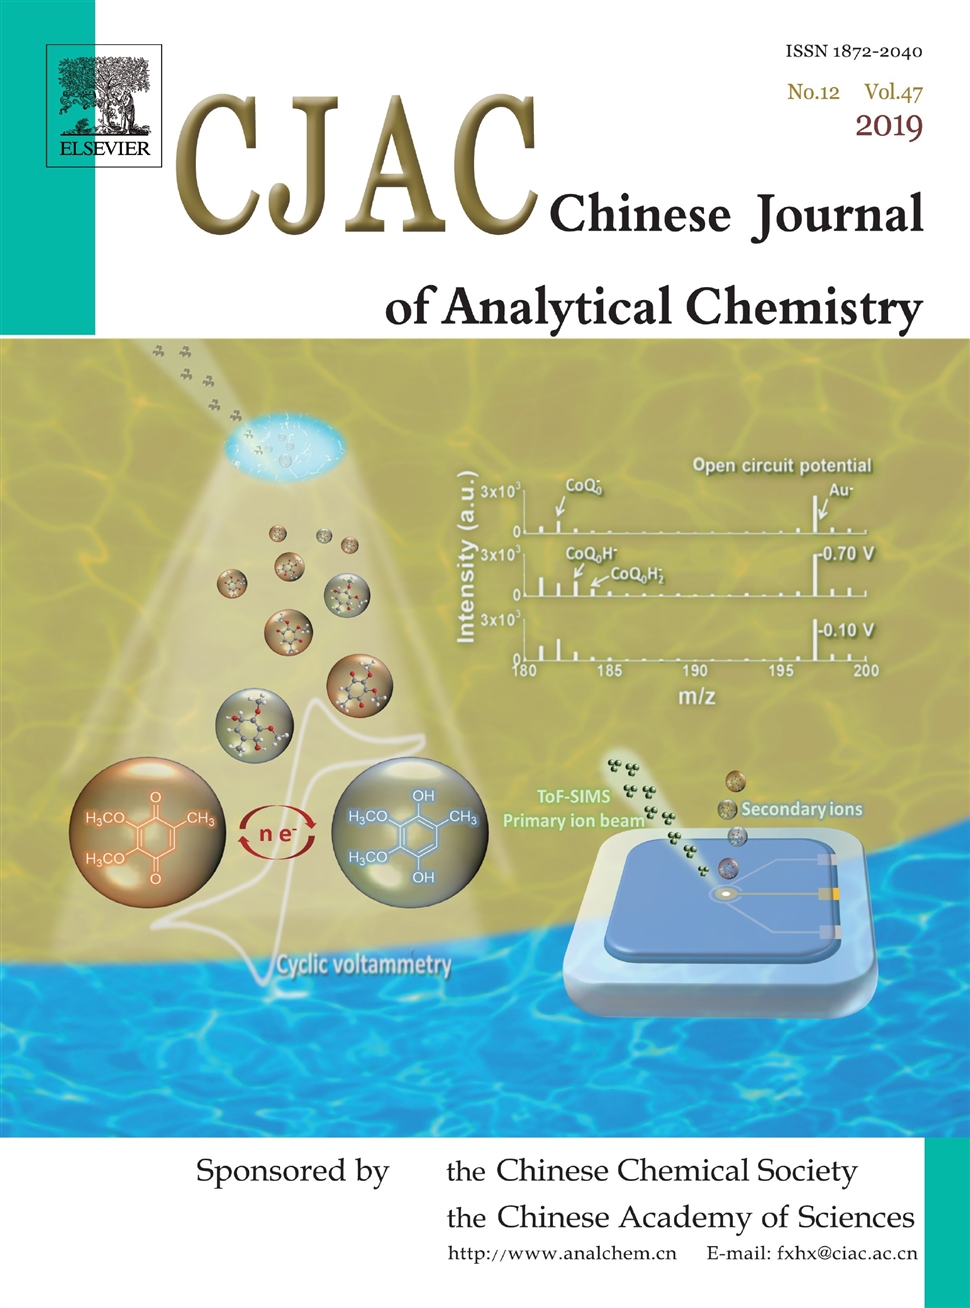 ISSN 1872-2040
No.12 Vol.47
2019
ELSEVIER
CJAC Chinese Journal
of Analytical Chemistry
Open circuit potential
Intensity (a.u.)
3x10³
CoQ₀⁻
Au⁻
0
3x10³
CoQ₀H⁻
CoQ₀H₂⁻
-0.70 V
0
3x10³
-0.10 V
0
180 185 190 195 200
m/z
ToF-SIMS
Primary ion beam
Secondary ions
O
H₃CO
CH₃
H₃CO
O
n e⁻
OH
H₃CO
CH₃
H₃CO
OH
Cyclic voltammetry
Sponsored by the Chinese Chemical Society
the Chinese Academy of Sciences
http://www.analchem.cn E-mail: fxhx@ciac.ac.cn